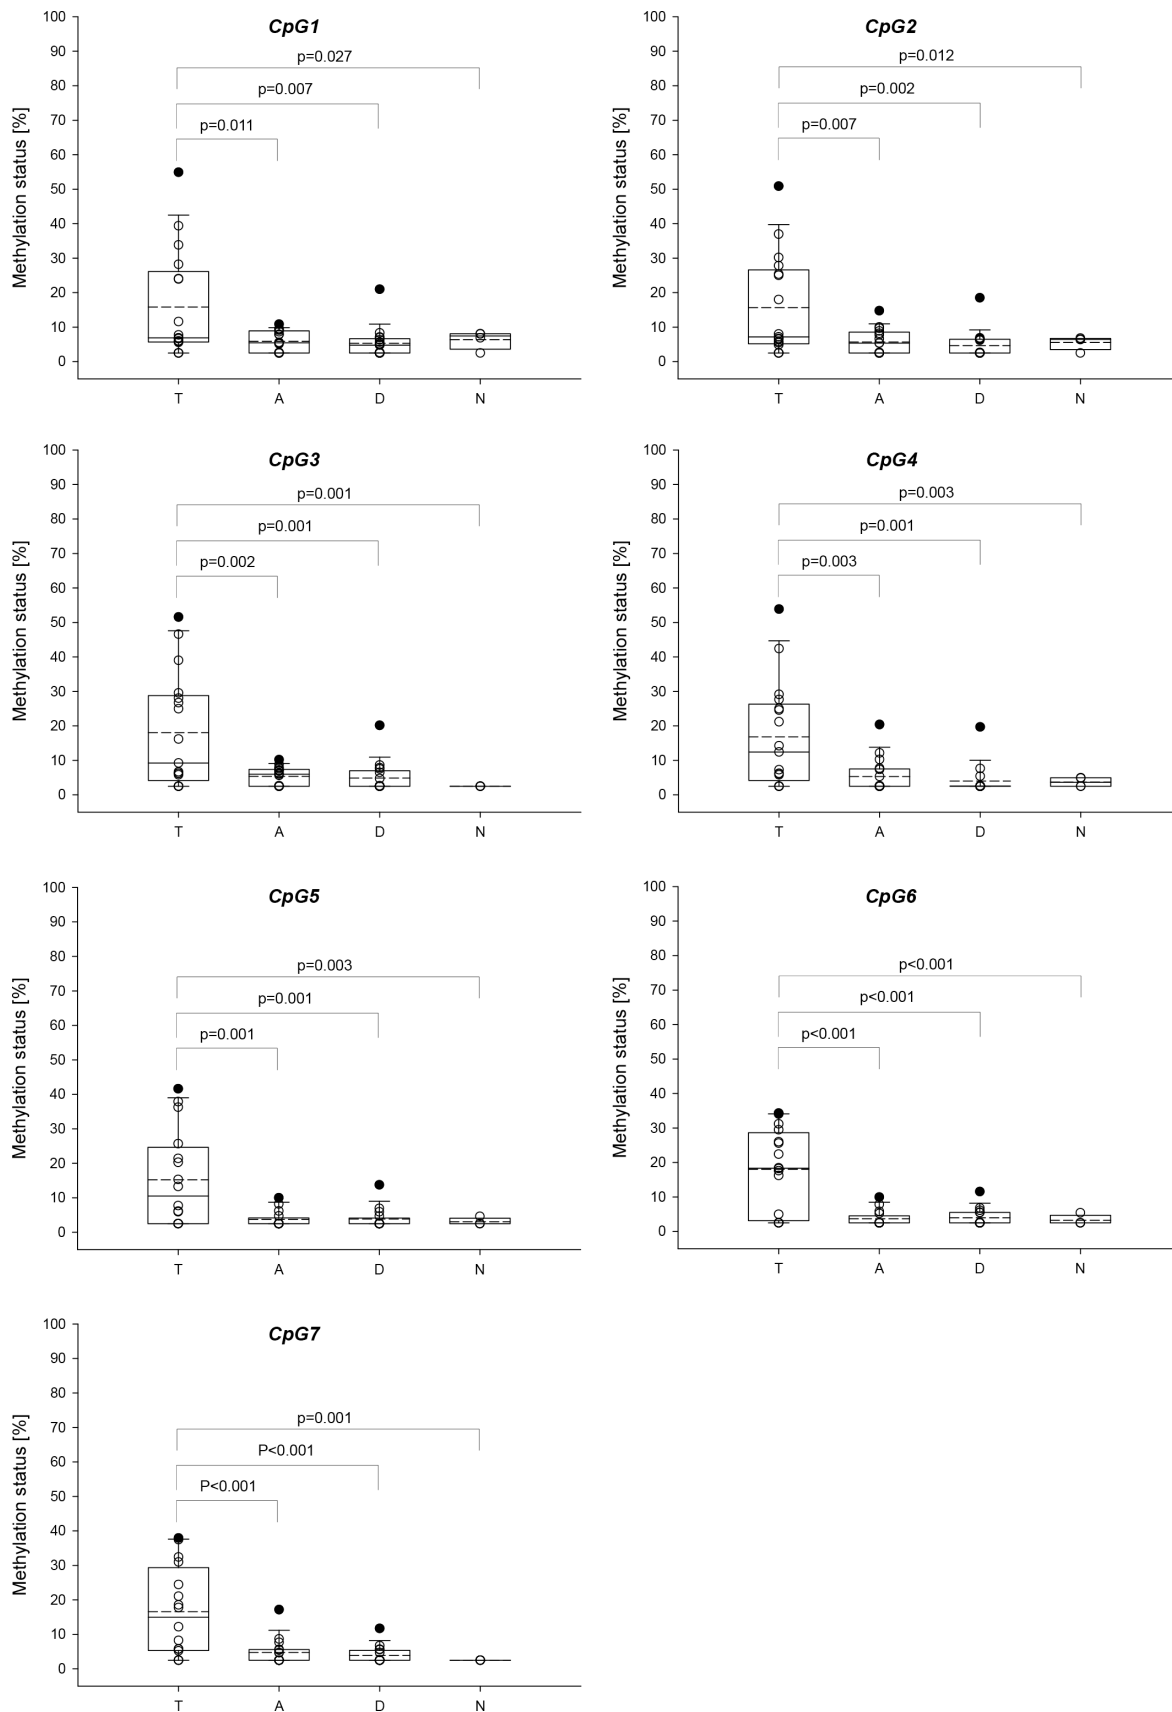 CpG1
Methylation status [%]
100
90
80
70
60
50
40
30
20
10
0
p=0.027
p=0.007
p=0.011
T A D N
CpG2
Methylation status [%]
100
90
80
70
60
50
40
30
20
10
0
p=0.012
p=0.002
p=0.007
T A D N
CpG3
Methylation status [%]
100
90
80
70
60
50
40
30
20
10
0
p=0.001
p=0.001
p=0.002
T A D N
CpG4
Methylation status [%]
100
90
80
70
60
50
40
30
20
10
0
p=0.003
p=0.001
p=0.003
T A D N
CpG5
Methylation status [%]
100
90
80
70
60
50
40
30
20
10
0
p=0.003
p=0.001
p=0.001
T A D N
CpG6
Methylation status [%]
100
90
80
70
60
50
40
30
20
10
0
p<0.001
p<0.001
p<0.001
T A D N
CpG7
Methylation status [%]
100
90
80
70
60
50
40
30
20
10
0
p=0.001
P<0.001
P<0.001
T A D N